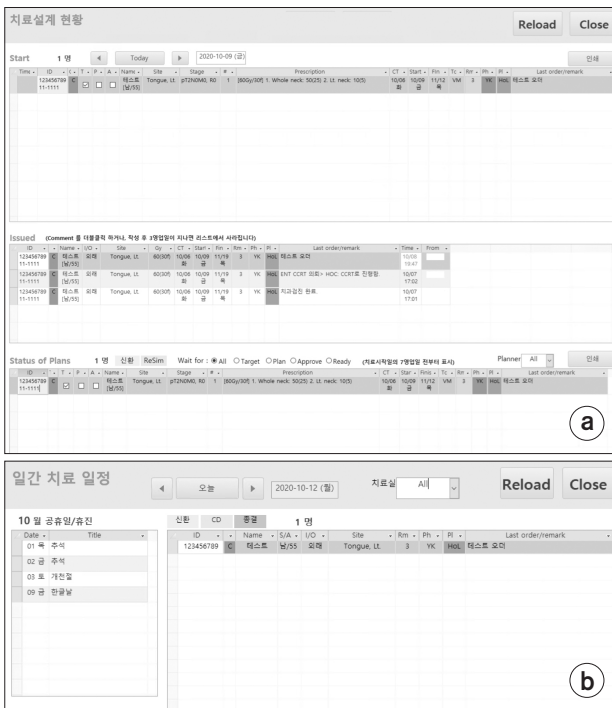 치료설계 현황 Reload Close
Start 1 명 Today 2020-10-09 (금) 인쇄
Time ID I T P A Name Site Stage # Prescription CT Start Fin Tc Rm Ph Pl Last order/remark
123456789 C 테스트 Tongue, Lt. pT2N0M0, R0 1 [60Gy/30f] 1. Whole neck: 50(25) 2. Lt. neck: 10(5) 10/06 10/09 11/12 VM 3 YK HoL 테스트 오더
11-1111 [남/55] 화 금 목
Issued (Comment 를 더블클릭 하거나, 작성 후 3영업일이 지나면 리스트에서 사라집니다)
ID Name I/O Site Gy CT Start Fin Rm Ph Pl Last order/remark Time From
123456789 C 테스트 외래 Tongue, Lt. 60(30f) 10/06 10/09 11/19 3 YK HoL 테스트 오더 10/08
11-1111 [남/55] 화 금 목 19:47
123456789 C 테스트 외래 Tongue, Lt. 60(30f) 10/06 10/09 11/19 3 YK HoL ENT CCRT 의뢰> HOC: CCRT로 진행함. 10/07
11-1111 [남/55] 화 금 목 17:02
123456789 C 테스트 외래 Tongue, Lt. 60(30f) 10/06 10/09 11/19 3 YK HoL 치과검진 완료. 10/07
11-1111 [남/55] 화 금 목 17:01
Status of Plans 1 명 신환 ReSim Wait for : All Target Plan Approve Ready (치료시작일의 7영업일 전부터 표시) Planner All 인쇄
ID T P A Name Site Stage # Prescription CT Star Finis Tc Rm Ph Pl Last order/remark
123456789 C 테스트 Tongue, Lt. pT2N0M0, R0 1 [60Gy/30f] 1. Whole neck: 50(25) 2. Lt. neck: 10(5) 10/06 10/09 11/12 VM 3 YK HoL 테스트 오더
11-1111 [남/55] 화 금 목
a
일간 치료 일정 오늘 2020-10-12 (월) 치료실 All Reload Close
10 월 공휴일/휴진 신환 CD 종결 1 명
Date Title ID Name S/A I/O Site Rm Ph Pl Last order/remark
01 목 추석 123456789 C 테스트 남/55 외래 Tongue, Lt. 3 YK HoL 테스트 오더
02 금 추석
03 토 개천절
09 금 한글날
b